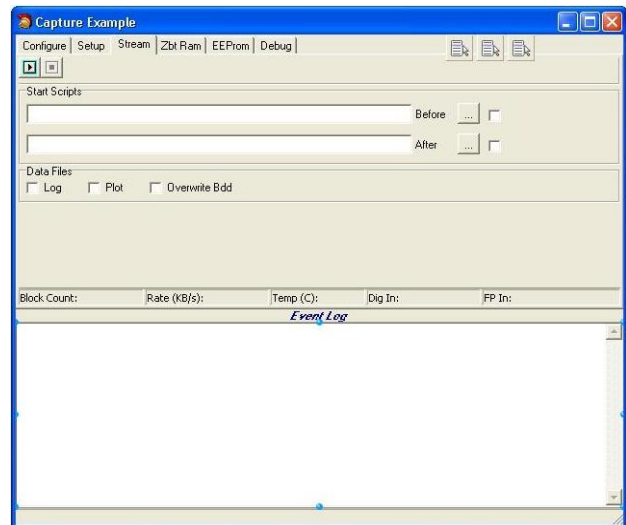 Capture Example
Configure Setup Stream Zbt Ram EEProm Debug
Start Scripts
Before ...
After ...
Data Files
Log Plot Overwrite Bdd
Block Count: Rate (KB/s): Temp (C): Dig In: FP In:
Event Log